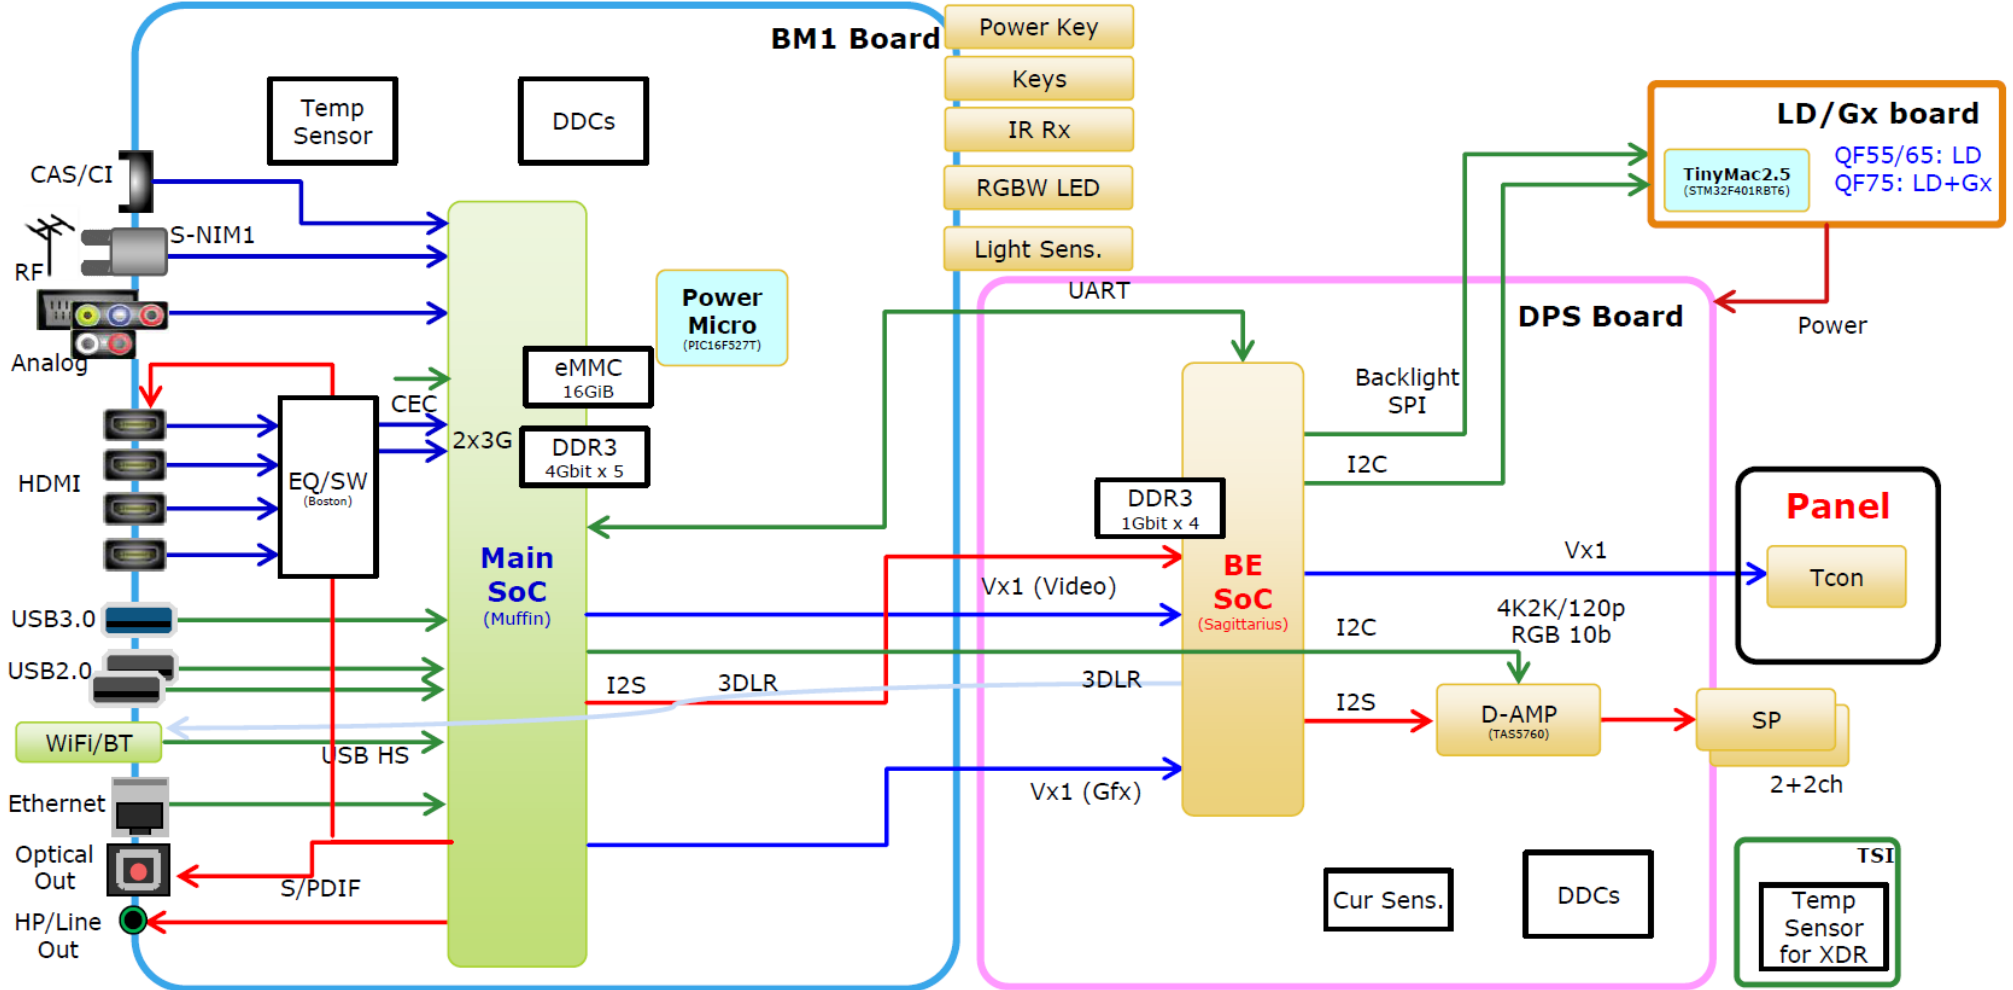 BM1 Board
Power Key
Keys
IR Rx
RGBW LED
Light Sens.
Temp
Sensor
DDCs
CAS/CI
S-NIM1
RF
Analog
HDMI
USB3.0
USB2.0
WiFi/BT
Ethernet
Optical
Out
HP/Line
Out
EQ/SW
(Boston)
CEC
2x3G
USB HS
S/PDIF
Power
Micro
(PIC16F527T)
eMMC
16GiB
DDR3
4Gbit x 5
Main
SoC
(Muffin)
I2S
3DLR
UART
Vx1 (Video)
3DLR
Vx1 (Gfx)
DPS Board
DDR3
1Gbit x 4
BE
SoC
(Sagittarius)
Backlight
SPI
I2C
Vx1
4K2K/120p
RGB 10b
I2C
I2S
D-AMP
(TAS5760)
SP
2+2ch
Cur Sens.
DDCs
LD/Gx board
TinyMac2.5
(STM32F401RBT6)
QF55/65: LD
QF75: LD+Gx
Power
Panel
Tcon
TSI
Temp
Sensor
for XDR